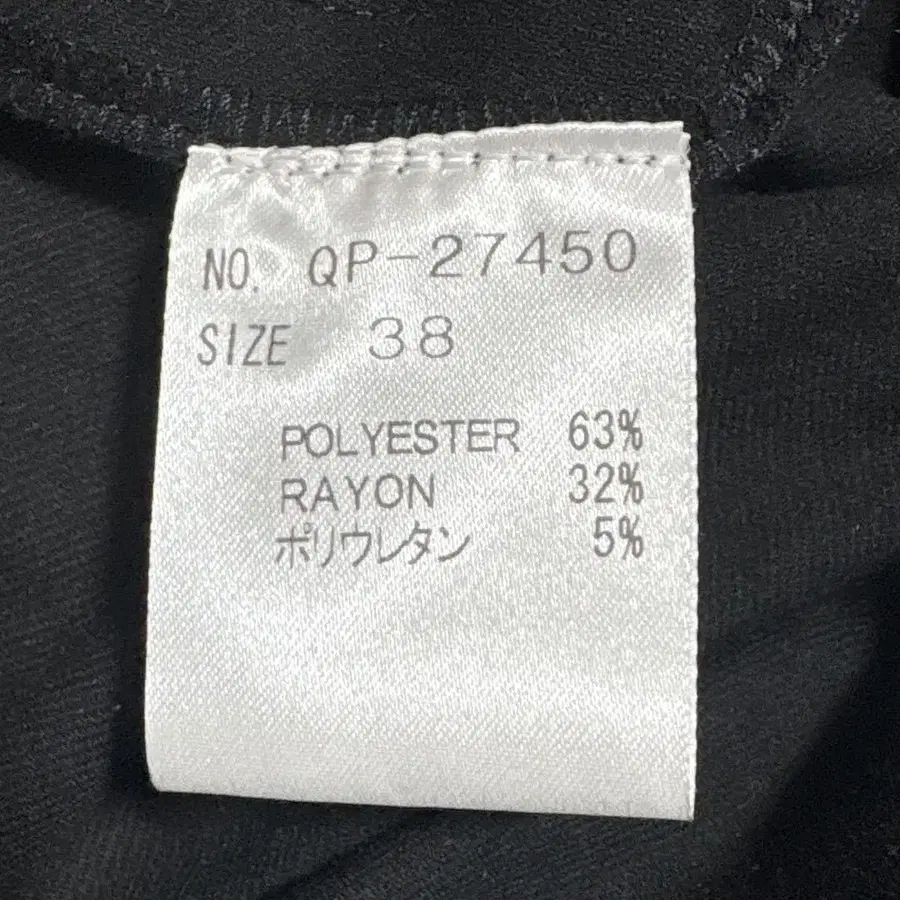 NO. QP-27450
SIZE 38
POLYESTER 63%
RAYON 32%
ポリウレタン 5%